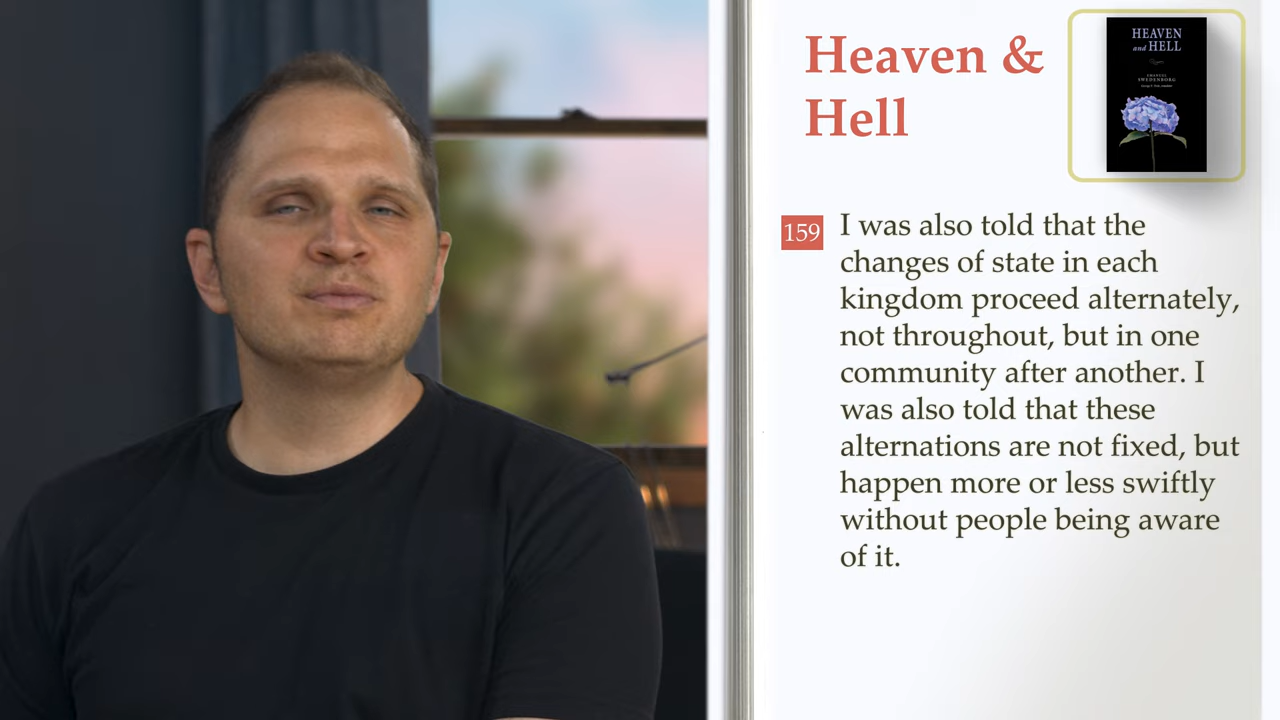 Heaven &
Hell
HEAVEN
and HELL
EMANUEL
SWEDENBORG
159
I was also told that the
changes of state in each
kingdom proceed alternately,
not throughout, but in one
community after another. I
was also told that these
alternations are not fixed, but
happen more or less swiftly
without people being aware
of it.